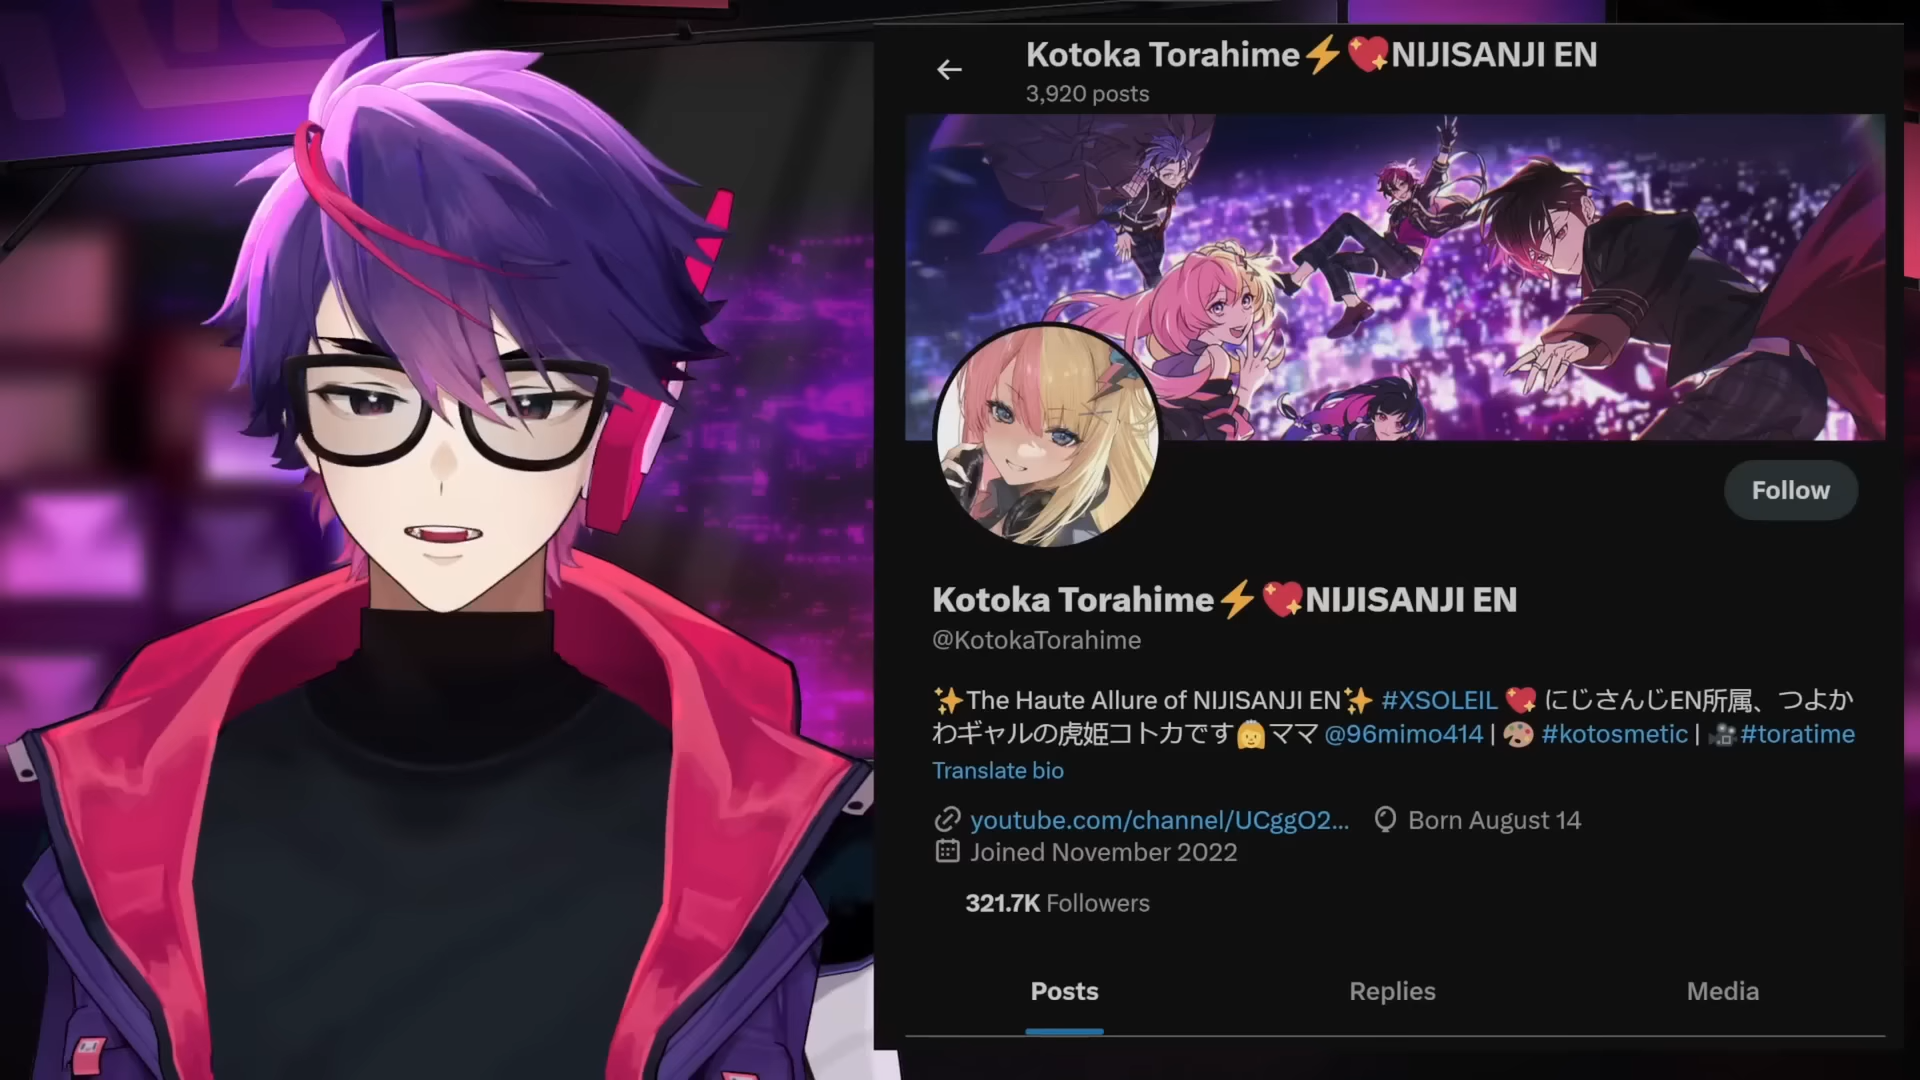 Kotoka Torahime⚡💖NIJISANJI EN
3,920 posts
Follow
Kotoka Torahime⚡💖NIJISANJI EN
@KotokaTorahime
✨The Haute Allure of NIJISANJI EN✨ #XSOLEIL 💖 にじさんじEN所属、つよか
わギャルの虎姫コトカです👩‍🦳ママ @96mimo414 | 🎨 #kotosmetic | 🎥#toratime
Translate bio
youtube.com/channel/UCggO2... Born August 14
Joined November 2022
321.7K Followers
Posts Replies Media